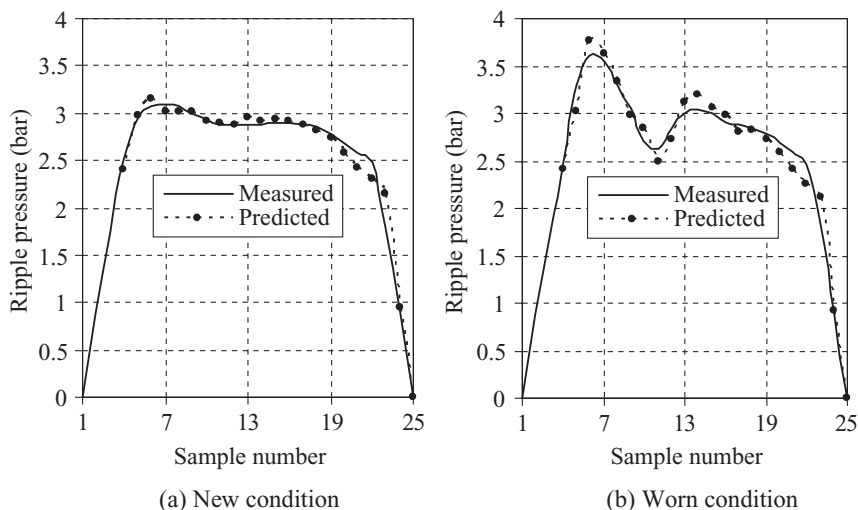 Ripple pressure (bar)
4
3.5
3
2.5
2
1.5
1
0.5
0
Measured
Predicted
1 7 13 19 25
Sample number
(a) New condition
Ripple pressure (bar)
4
3.5
3
2.5
2
1.5
1
0.5
0
Measured
Predicted
1 7 13 19 25
Sample number
(b) Worn condition